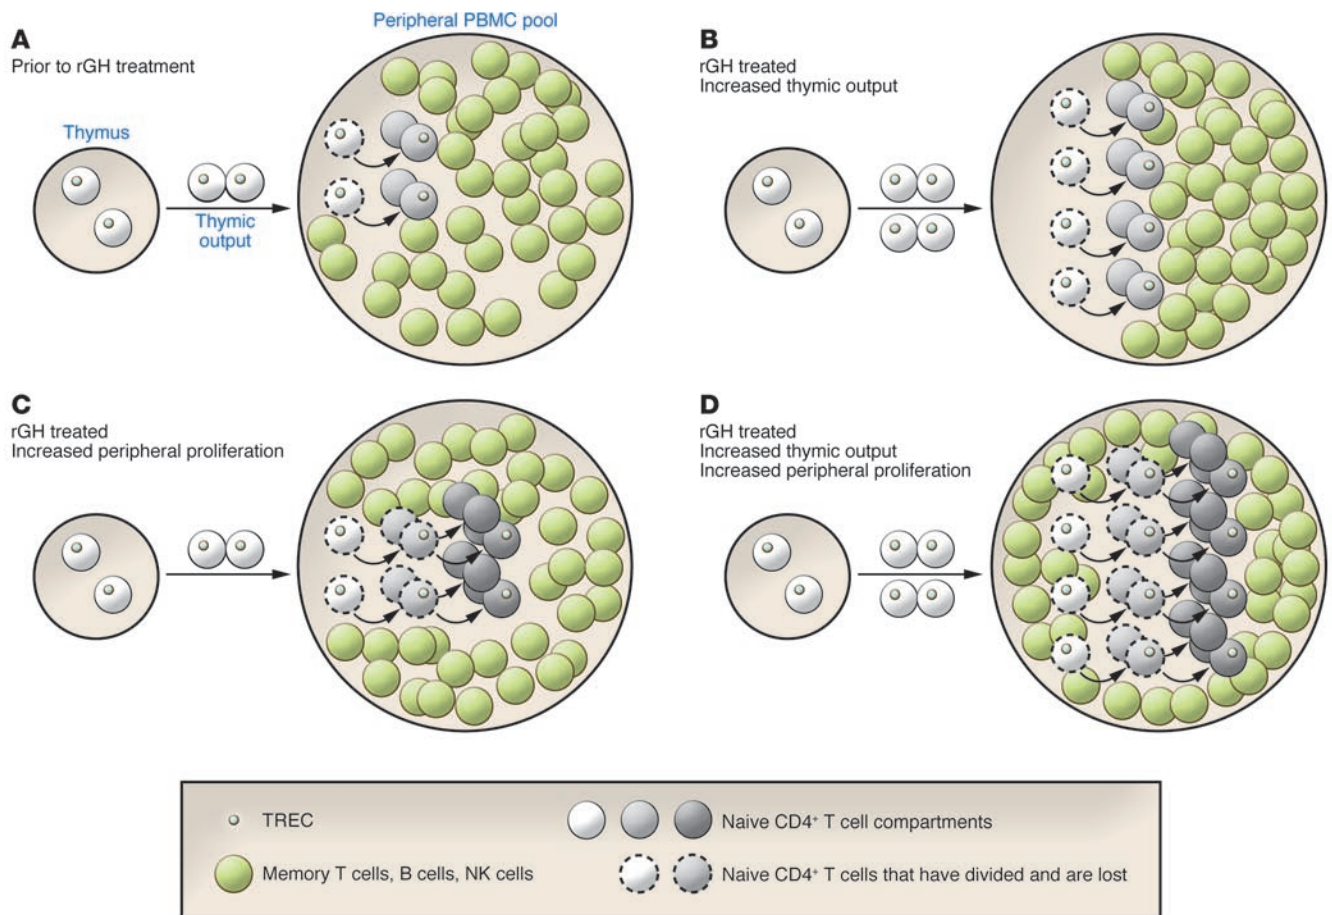 A
Prior to rGH treatment
Peripheral PBMC pool
Thymus
Thymic
output
B
rGH treated
Increased thymic output
C
rGH treated
Increased peripheral proliferation
D
rGH treated
Increased thymic output
Increased peripheral proliferation
TREC
Naive CD4⁺ T cell compartments
Memory T cells, B cells, NK cells
Naive CD4⁺ T cells that have divided and are lost